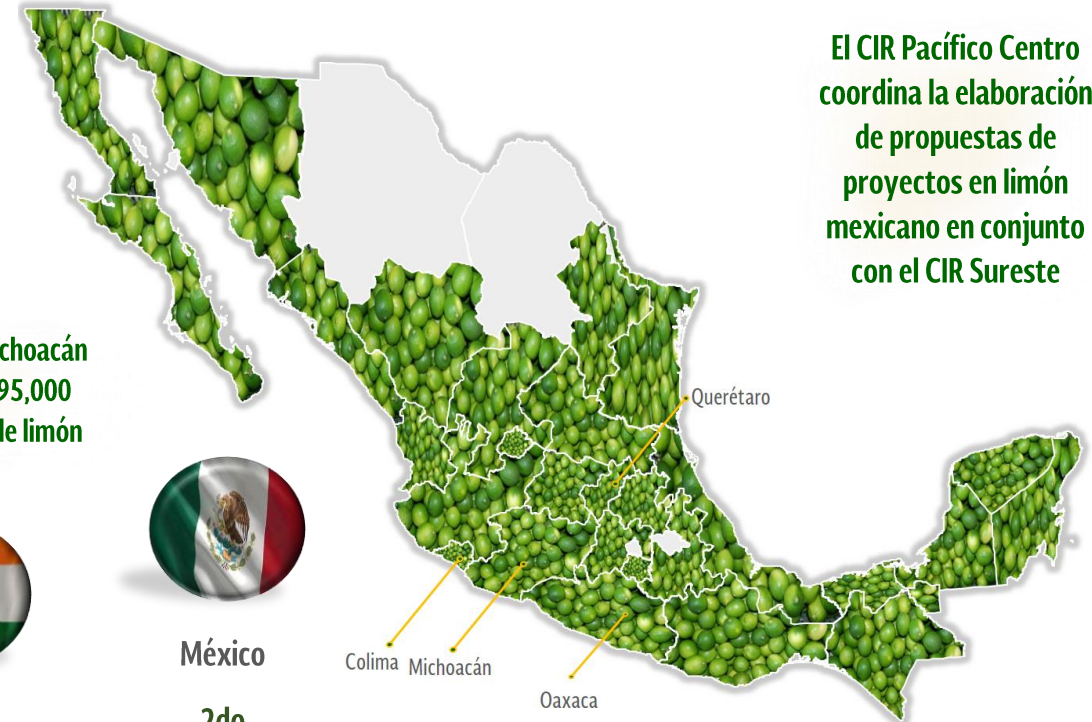 El CIR Pacífico Centro
coordina la elaboración
de propuestas de
proyectos en limón
mexicano en conjunto
con el CIR Sureste
choacán
95,000
de limón
Querétaro
México
Colima
Michoacán
Oaxaca
2do